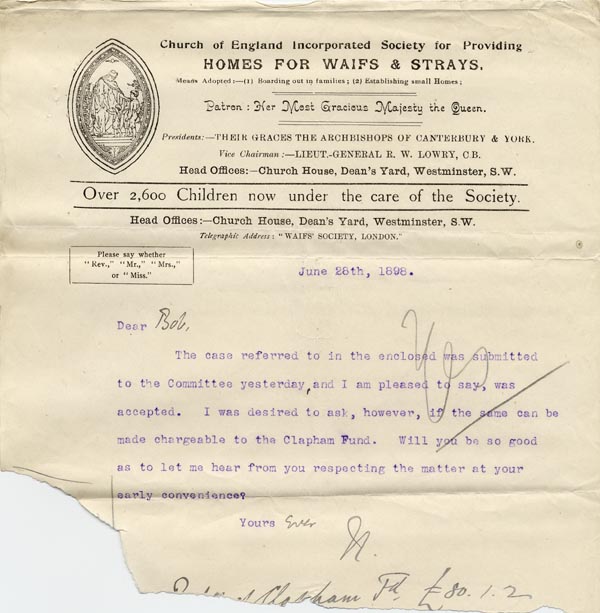 Church of England Incorporated Society for Providing
HOMES FOR WAIFS & STRAYS.
Means Adopted:—(1) Boarding out in families; (2) Establishing small Homes;
Patron: Her Most Gracious Majesty the Queen.
Presidents:—THEIR GRACES THE ARCHBISHOPS OF CANTERBURY & YORK.
Vice Chairman:—LIEUT.-GENERAL R. W. LOWRY, C.B.
Head Offices:—Church House, Dean's Yard, Westminster, S.W.
Over 2,600 Children now under the care of the Society.
Head Offices:—Church House, Dean's Yard, Westminster, S.W.
Telegraphic Address: "WAIFS' SOCIETY, LONDON."
Please say whether
"Rev.," "Mr.," "Mrs.,"
or "Miss."
June 28th, 1898.
Dear Bob,
The case referred to in the enclosed was submitted
to the Committee yesterday, and I am pleased to say, was
accepted. I was desired to ask, however, if the same can be
made chargeable to the Clapham Fund. Will you be so good
as to let me hear from you respecting the matter at your
early convenience?
Yours Ever
N.
Yes
Clapham Fd £80.1.2